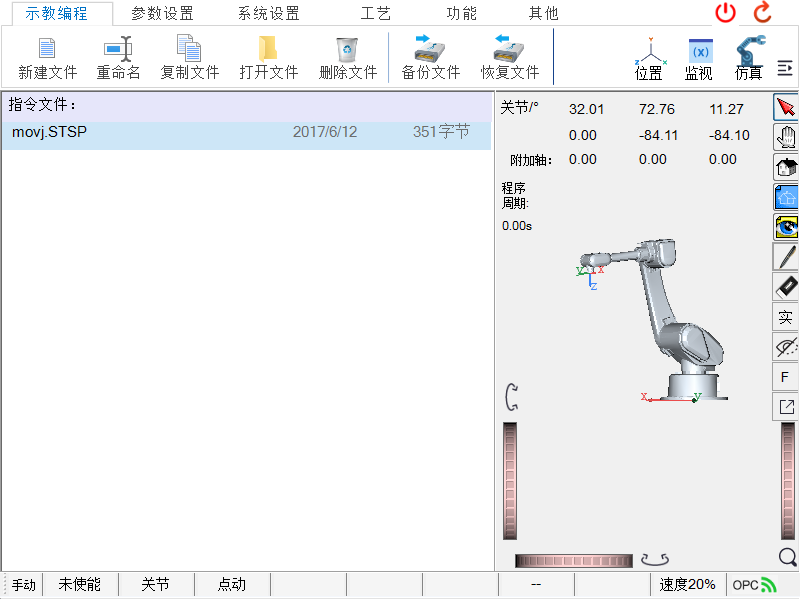 示教编程 参数设置 系统设置 工艺 功能 其他
新建文件 重命名 复制文件 打开文件 删除文件 备份文件 恢复文件 位置 监视 仿真
(x)
z x
指令文件：
movj.STSP 2017/6/12 351字节
关节/° 32.01 72.76 11.27
0.00 -84.11 -84.10
附加轴： 0.00 0.00 0.00
程序
周期:
0.00s
y x
z
x y
实
F
手动 未使能 关节 点动 -- 速度20% OPC